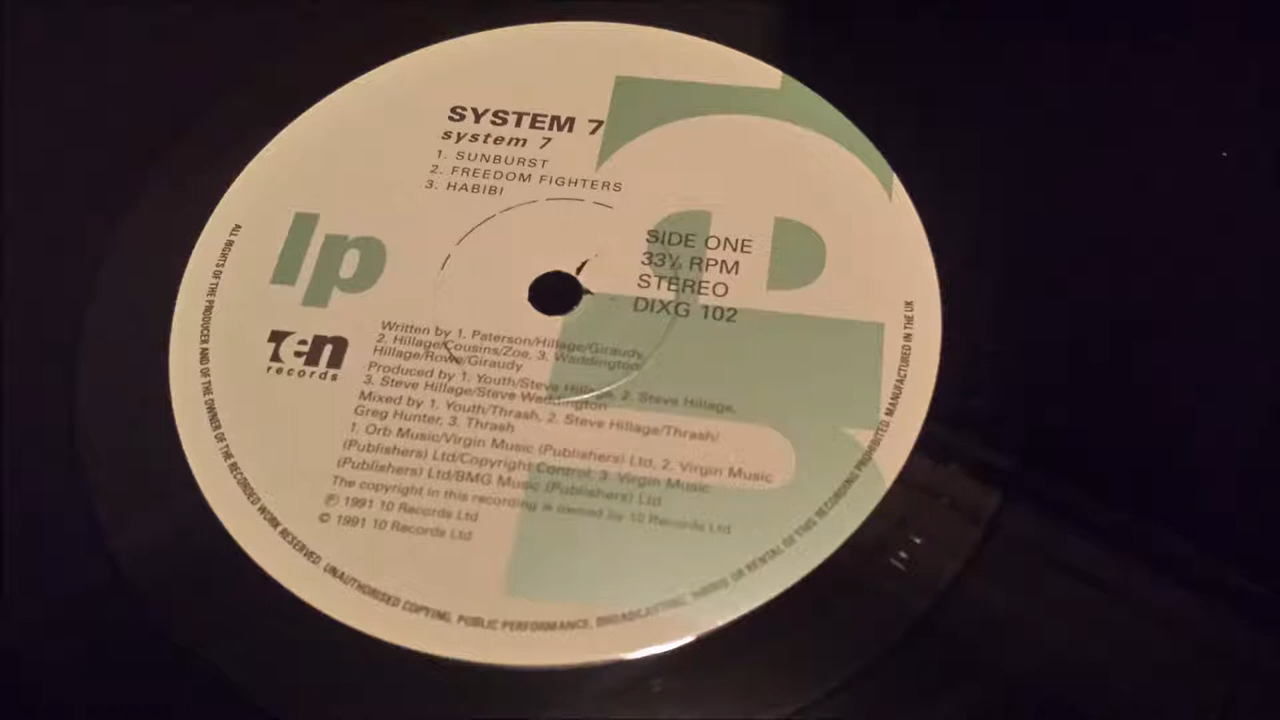 SYSTEM 7
system 7
1. SUNBURST
2. FREEDOM FIGHTERS
3. HABIBI
lp
SIDE ONE
33⅓ RPM
STEREO
DIXG 102
Ten
records
Written by 1. Paterson/Hillage/Giraudy,
2. Hillage/Cousins/Zoe, 3. Waddington/
Hillage/Rowe/Giraudy
Produced by 1. Youth/Steve Hillage, 2. Steve Hillage,
3. Steve Hillage/Steve Waddington
Mixed by 1. Youth/Thrash, 2. Steve Hillage/Thrash/
Greg Hunter, 3. Thrash
1. Orb Music/Virgin Music (Publishers) Ltd, 2. Virgin Music
(Publishers) Ltd/Copyright Control, 3. Virgin Music
(Publishers) Ltd/BMG Music (Publishers) Ltd
The copyright in this recording is owned by 10 Records Ltd
℗ 1991 10 Records Ltd
© 1991 10 Records Ltd
ALL RIGHTS OF THE PRODUCER AND OF THE OWNER OF THE RECORDED WORK RESERVED. UNAUTHORISED COPYING, PUBLIC PERFORMANCE, BROADCASTING, HIRING OR RENTAL OF THIS RECORDING PROHIBITED. MANUFACTURED IN THE UK